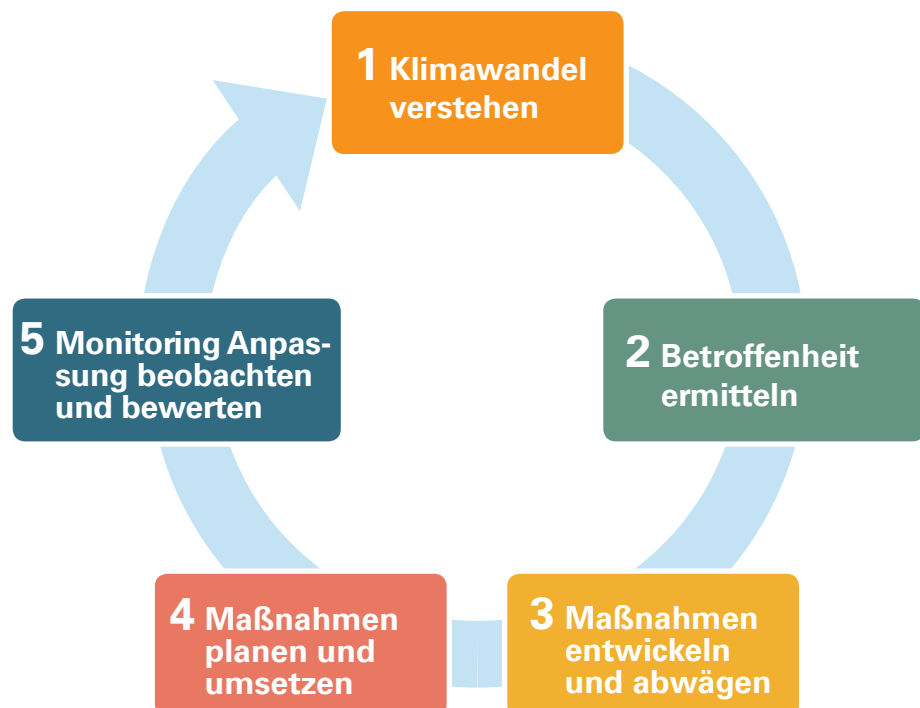 1 Klimawandel
verstehen
2 Betroffenheit
ermitteln
3 Maßnahmen
entwickeln
und abwägen
4 Maßnahmen
planen und
umsetzen
5 Monitoring Anpas-
sung beobachten
und bewerten